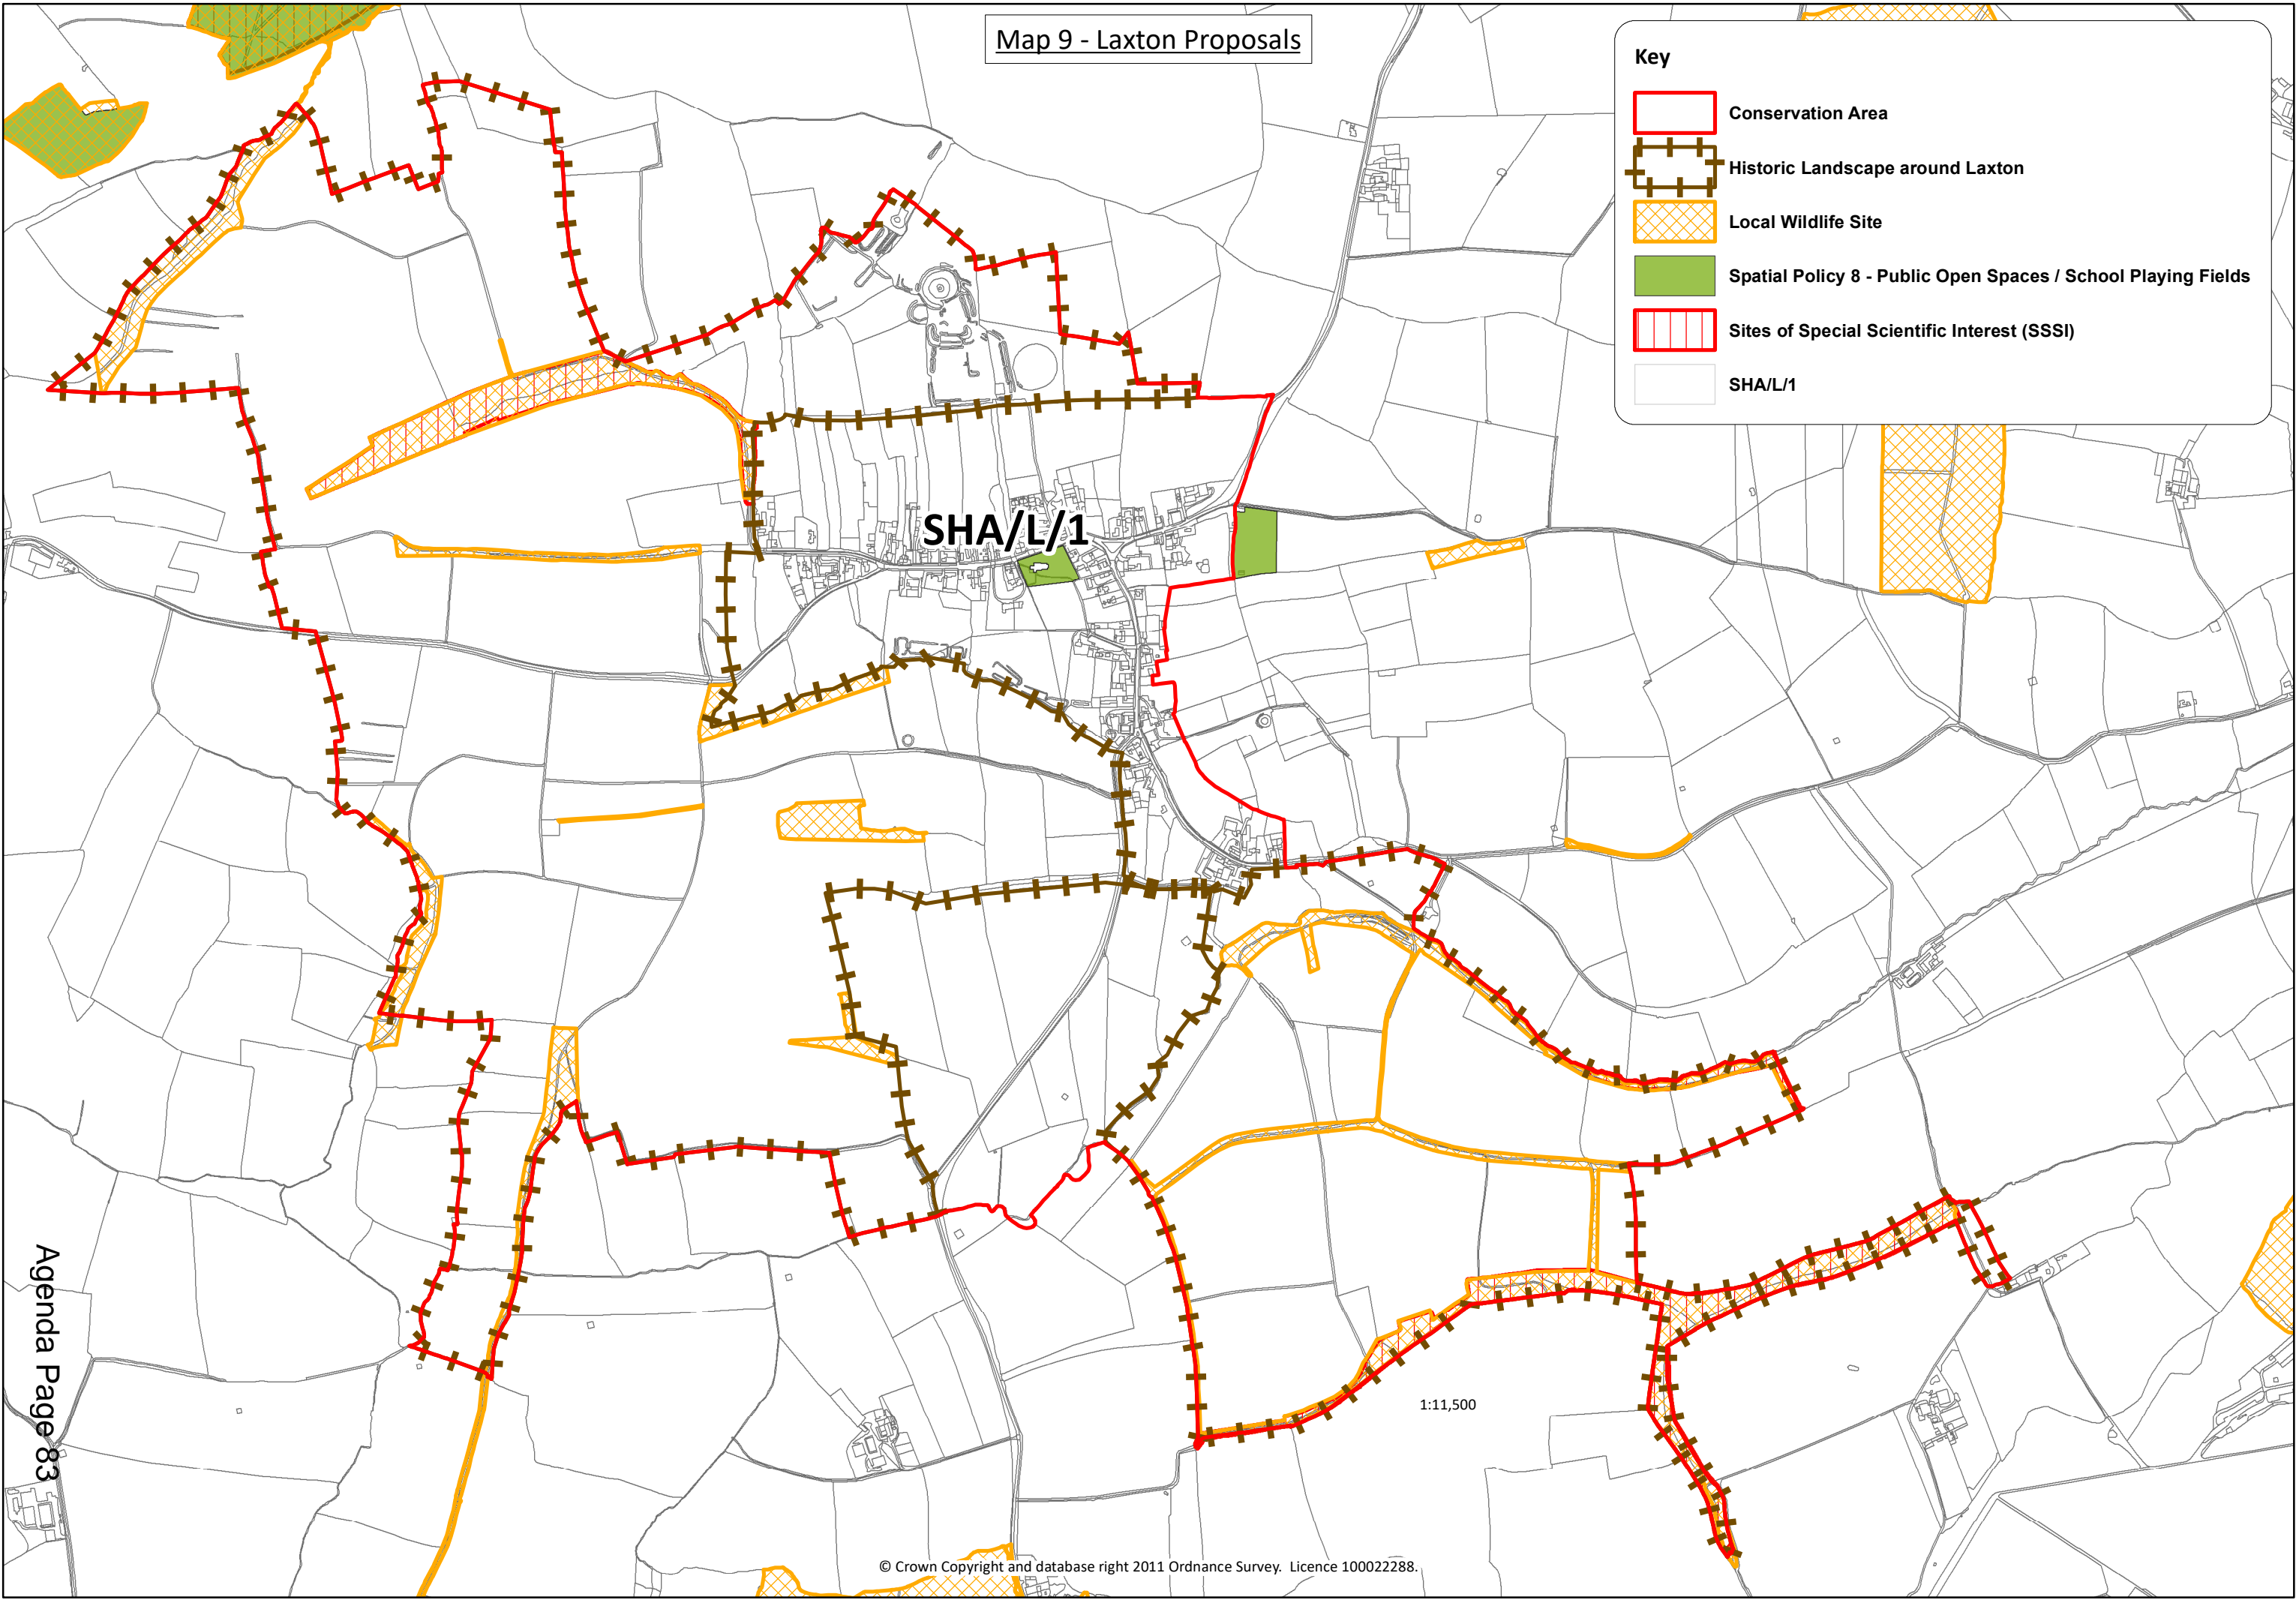 Map 9 - Laxton Proposals
Key
Conservation Area
Historic Landscape around Laxton
Local Wildlife Site
Spatial Policy 8 - Public Open Spaces / School Playing Fields
Sites of Special Scientific Interest (SSSI)
SHA/L/1
SHA/L/1
1:11,500
Agenda Page 83
© Crown Copyright and database right 2011 Ordnance Survey. Licence 100022288.